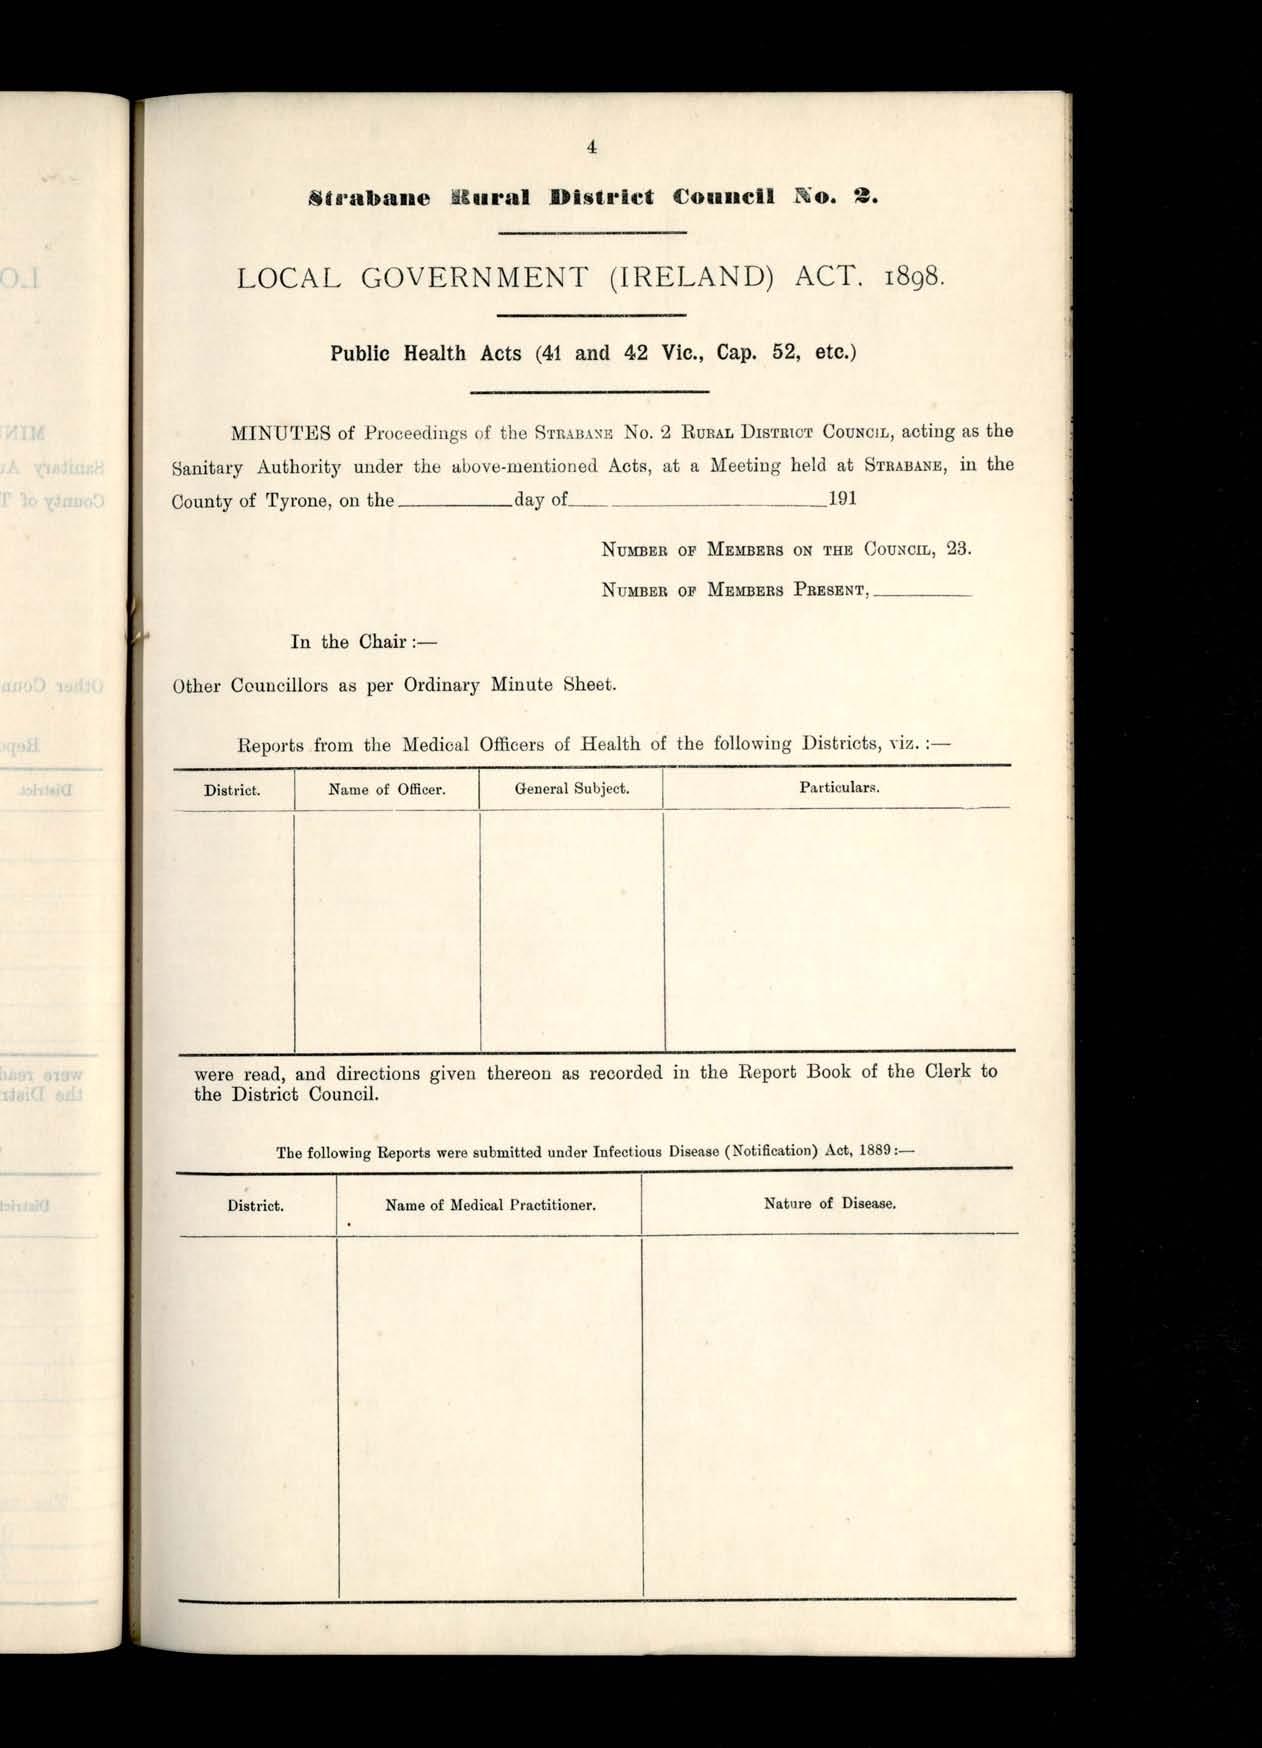 4
Strabane Rural District Council No. 2.
LOCAL GOVERNMENT (IRELAND) ACT. 1898.
Public Health Acts (41 and 42 Vic., Cap. 52, etc.)
MINUTES of Proceedings of the STRABANE No. 2 RURAL DISTRICT COUNCIL, acting as the
Sanitary Authority under the above-mentioned Acts, at a Meeting held at STRABANE, in the
County of Tyrone, on the ____ day of ____ 191
NUMBER OF MEMBERS ON THE COUNCIL, 23.
NUMBER OF MEMBERS PRESENT, ____
In the Chair :—
Other Councillors as per Ordinary Minute Sheet.
Reports from the Medical Officers of Health of the following Districts, viz. :—
District. Name of Officer. General Subject. Particulars.
were read, and directions given thereon as recorded in the Report Book of the Clerk to
the District Council.
The following Reports were submitted under Infectious Disease (Notification) Act, 1889 :—
District. Name of Medical Practitioner. Nature of Disease.